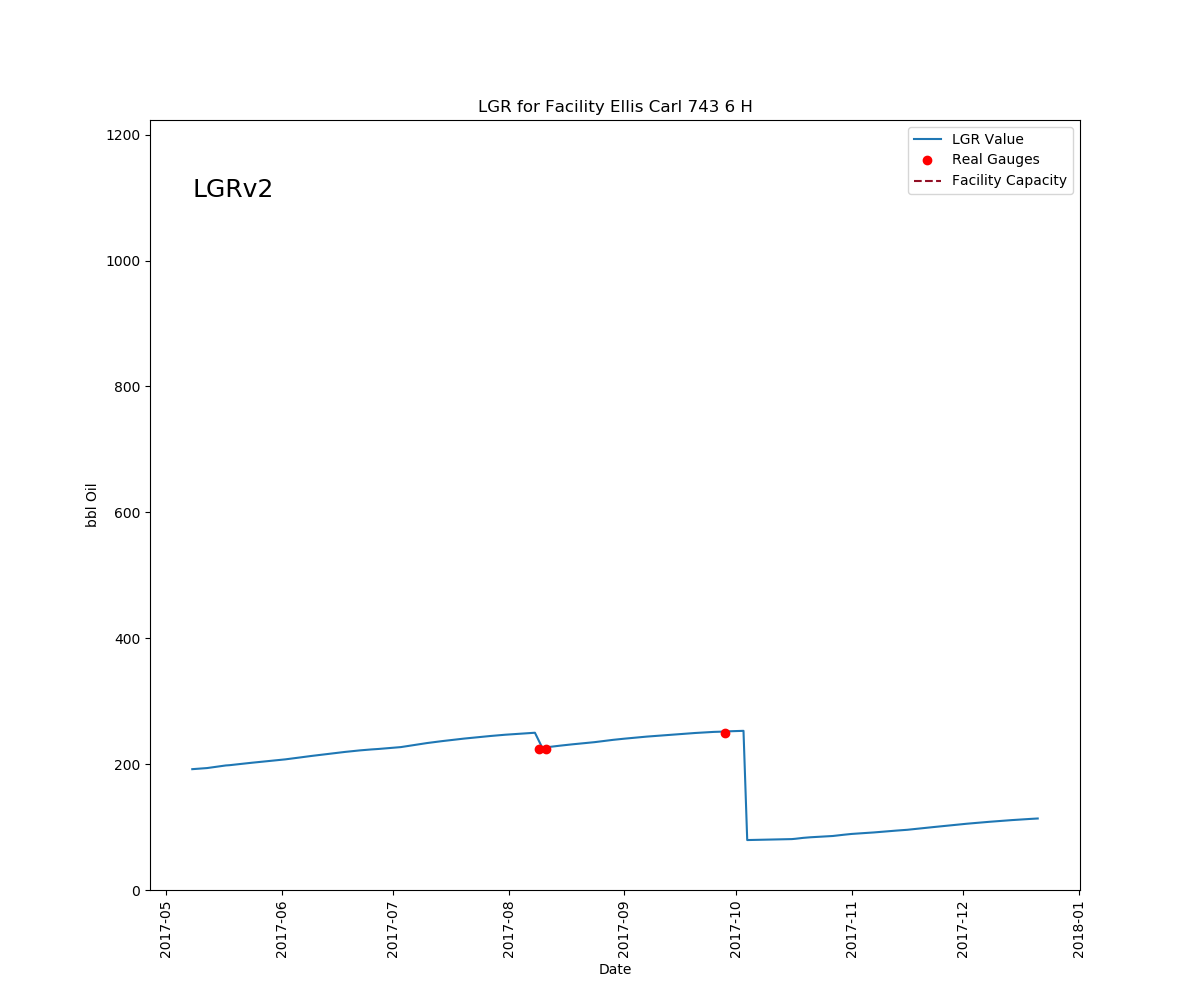 LGR for Facility Ellis Carl 743 6 H
LGRv2
LGR Value
Real Gauges
Facility Capacity
1200
1000
800
600
400
200
0
bbl Oil
2017-05
2017-06
2017-07
2017-08
2017-09
2017-10
2017-11
2017-12
2018-01
Date